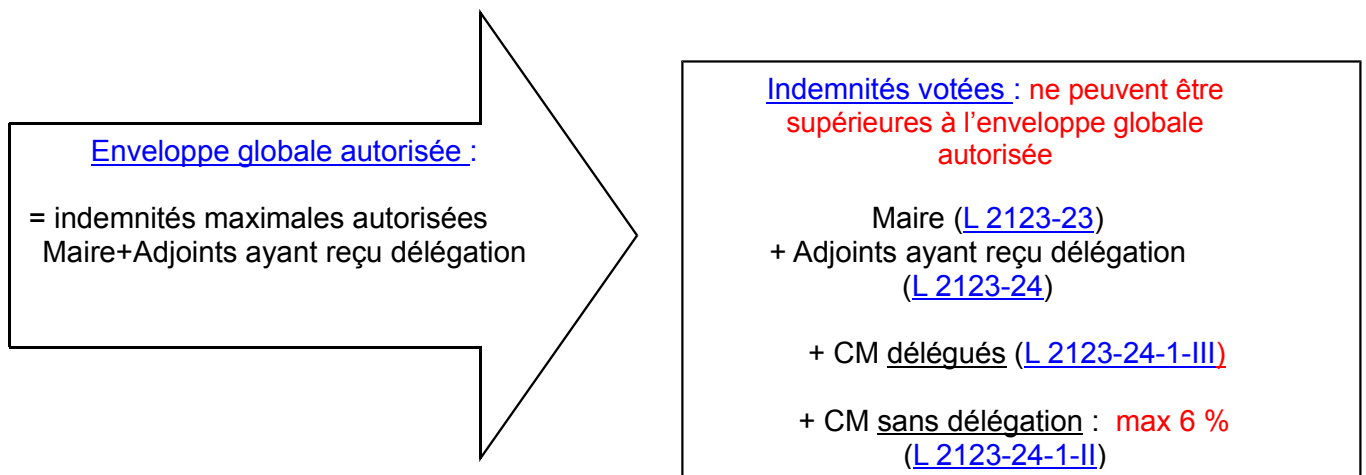 Enveloppe globale autorisée :
= indemnités maximales autorisées
Maire+Adjoints ayant reçu délégation
Indemnités votées : ne peuvent être
supérieures à l’enveloppe globale
autorisée
Maire (L 2123-23)
+ Adjoints ayant reçu délégation
(L 2123-24)
+ CM délégués (L 2123-24-1-III)
+ CM sans délégation : max 6 %
(L 2123-24-1-II)